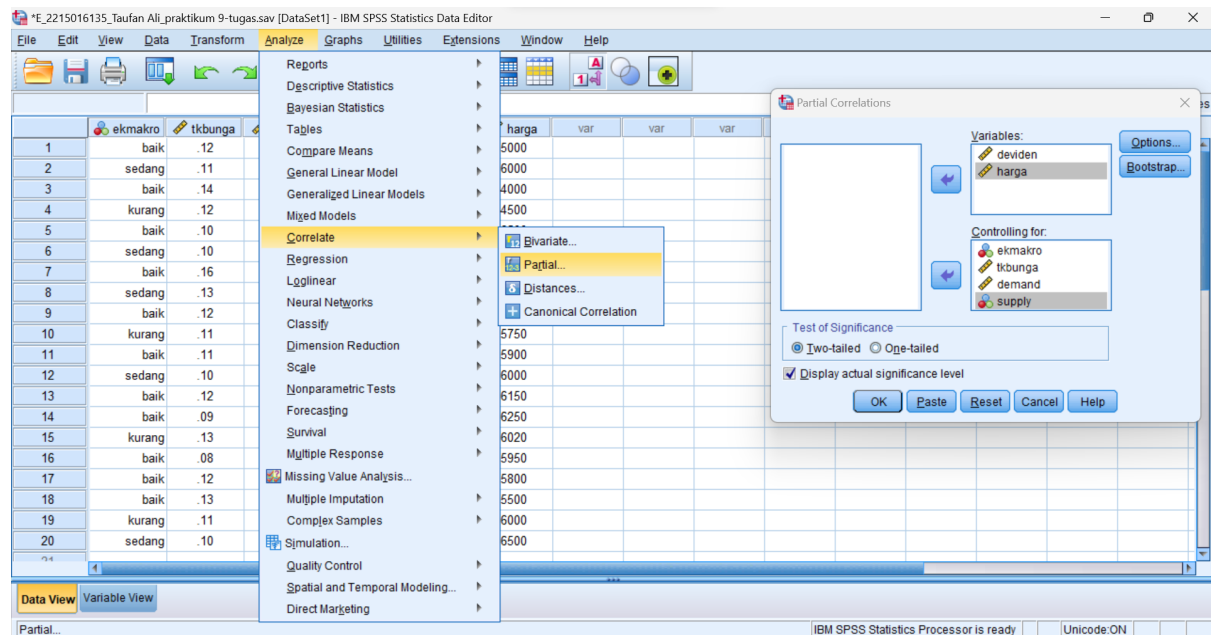 *E_2215016135_Taufan Ali_praktikum 9-tugas.sav [DataSet1] - IBM SPSS Statistics Data Editor
File Edit View Data Transform Analyze Graphs Utilities Extensions Window Help
ekmakro tkbunga harga var var var
1 baik .12 5000
2 sedang .11 6000
3 baik .14 4000
4 kurang .12 4500
5 baik .10
6 sedang .10
7 baik .16
8 sedang .13
9 baik .12
10 kurang .11 5750
11 baik .11 5900
12 sedang .10 6000
13 baik .12 6150
14 baik .09 6250
15 kurang .13 6020
16 baik .08 5950
17 baik .12 5800
18 baik .13 5500
19 kurang .11 6000
20 sedang .10 6500
21
Reports
Descriptive Statistics
Bayesian Statistics
Tables
Compare Means
General Linear Model
Generalized Linear Models
Mixed Models
Correlate
Regression
Loglinear
Neural Networks
Classify
Dimension Reduction
Scale
Nonparametric Tests
Forecasting
Survival
Multiple Response
Missing Value Analysis...
Multiple Imputation
Complex Samples
Simulation...
Quality Control
Spatial and Temporal Modeling...
Direct Marketing
Bivariate...
Partial...
Distances...
Canonical Correlation
Partial Correlations
Variables:
deviden
harga
Options...
Bootstrap...
Controlling for:
ekmakro
tkbunga
demand
supply
Test of Significance
Two-tailed One-tailed
Display actual significance level
OK Paste Reset Cancel Help
Data View Variable View
Partial... IBM SPSS Statistics Processor is ready Unicode:ON